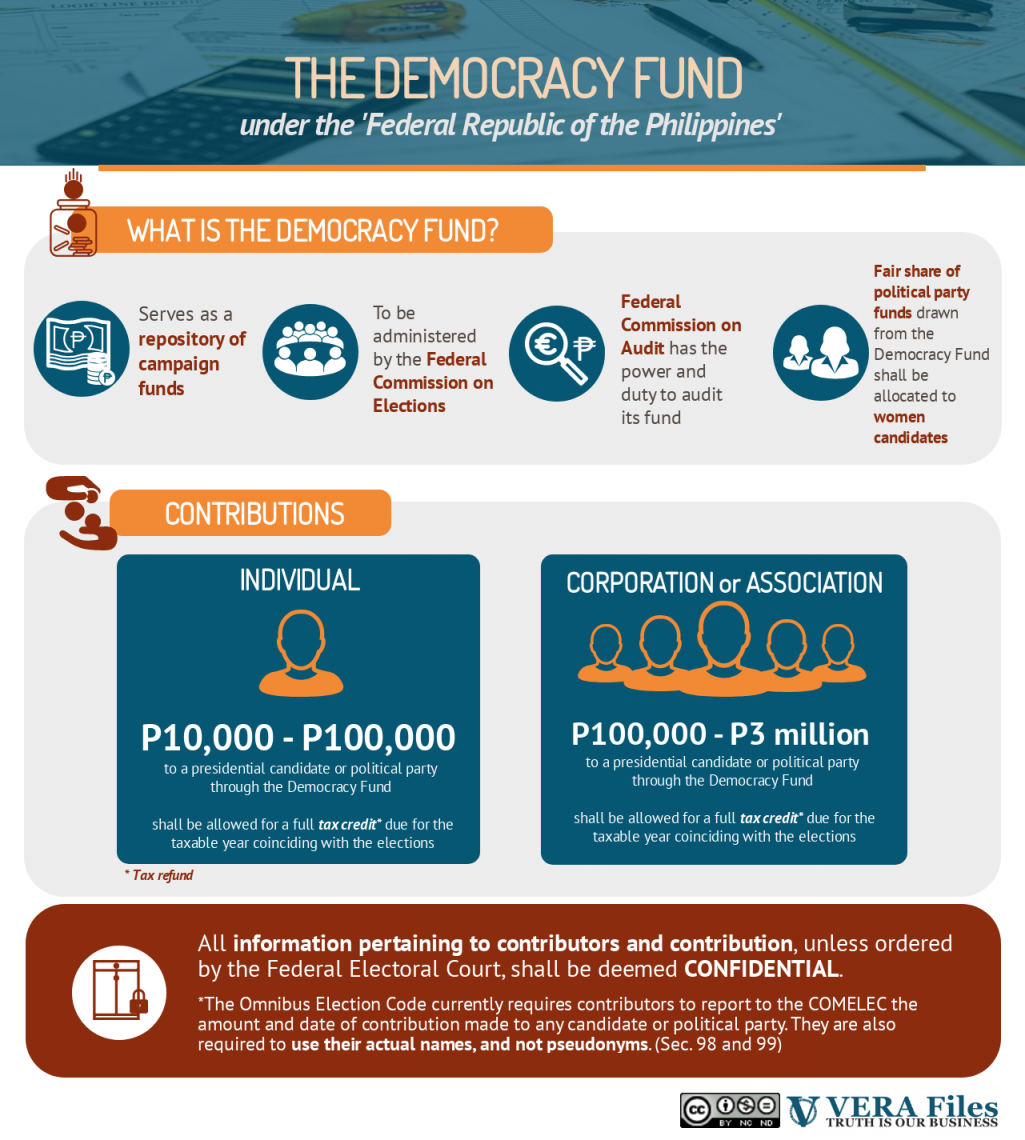 LOGIC LINE DISTR
THE DEMOCRACY FUND
under the 'Federal Republic of the Philippines'
WHAT IS THE DEMOCRACY FUND?
Serves as a
repository of
campaign
funds
To be
administered
by the Federal
Commission on
Elections
Federal
Commission on
Audit has the
power and
duty to audit
its fund
Fair share of
political party
funds drawn
from the
Democracy Fund
shall be
allocated to
women
candidates
CONTRIBUTIONS
INDIVIDUAL
P10,000 - P100,000
to a presidential candidate or political party
through the Democracy Fund
shall be allowed for a full tax credit* due for the
taxable year coinciding with the elections
* Tax refund
CORPORATION or ASSOCIATION
P100,000 - P3 million
to a presidential candidate or political party
through the Democracy Fund
shall be allowed for a full tax credit* due for the
taxable year coinciding with the elections
All information pertaining to contributors and contribution, unless ordered
by the Federal Electoral Court, shall be deemed CONFIDENTIAL.
*The Omnibus Election Code currently requires contributors to report to the COMELEC the
amount and date of contribution made to any candidate or political party. They are also
required to use their actual names, and not pseudonyms. (Sec. 98 and 99)
cc
BY NC ND
VERA Files
TRUTH IS OUR BUSINESS